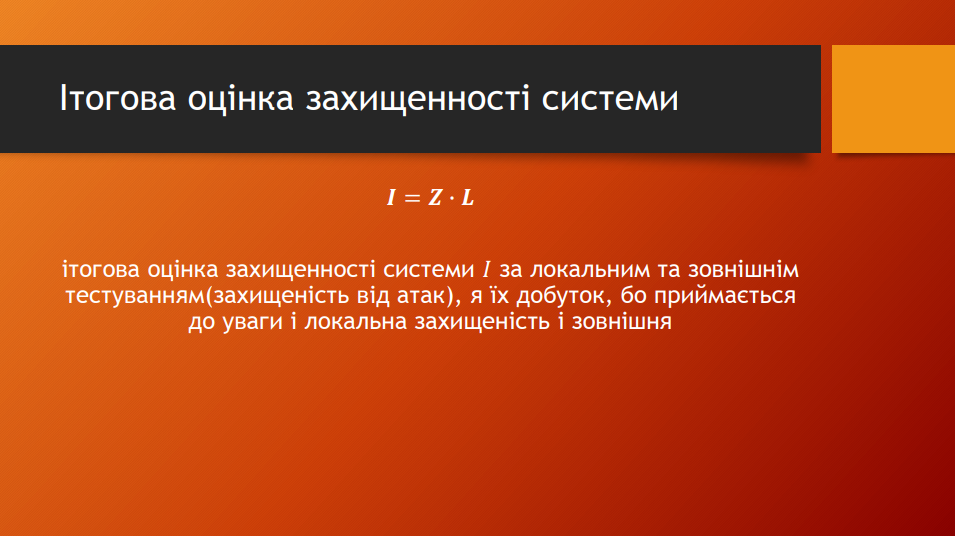 Ітогова оцінка захищенності системи
I = Z · L
ітогова оцінка захищенності системи I за локальним та зовнішнім
тестуванням(захищеність від атак), я їх добуток, бо приймається
до уваги і локальна захищеність і зовнішня